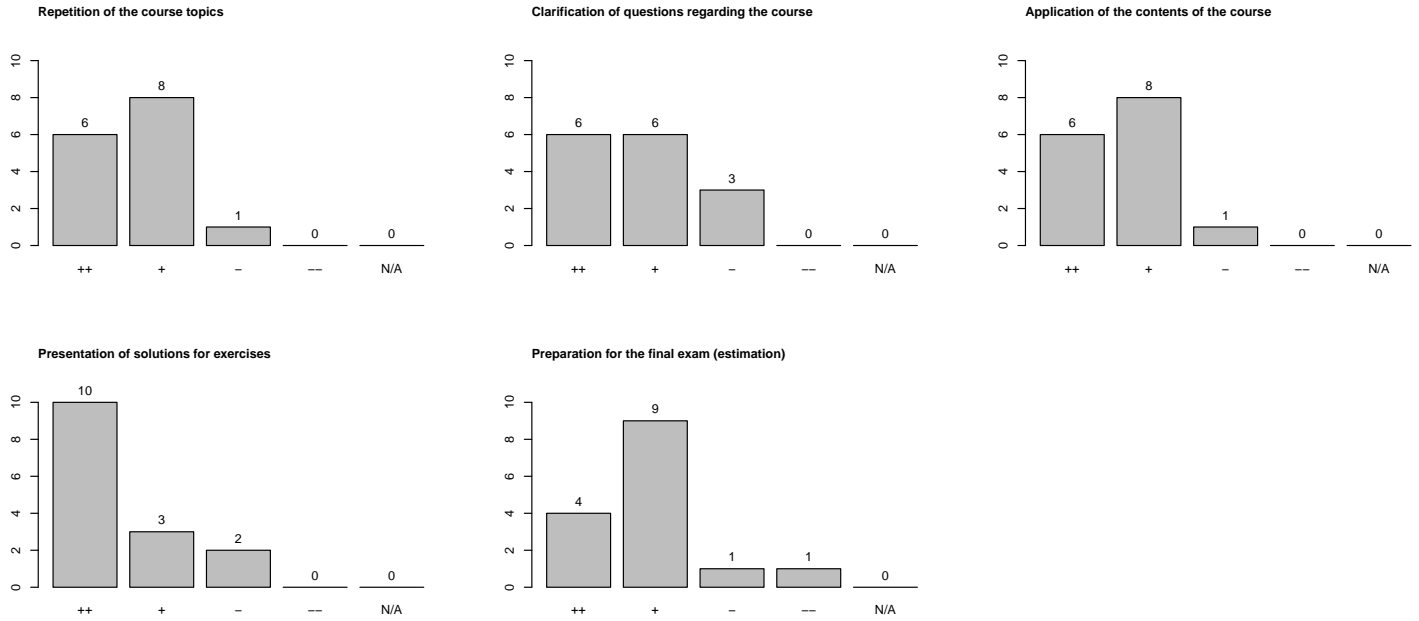 Repetition of the course topics
0 2 4 6 8 10
6 8 1 0 0
++ + − −− N/A
Clarification of questions regarding the course
0 2 4 6 8 10
6 6 3 0 0
++ + − −− N/A
Application of the contents of the course
0 2 4 6 8 10
6 8 1 0 0
++ + − −− N/A
Presentation of solutions for exercises
0 2 4 6 8 10
10 3 2 0 0
++ + − −− N/A
Preparation for the final exam (estimation)
0 2 4 6 8 10
4 9 1 1 0
++ + − −− N/A